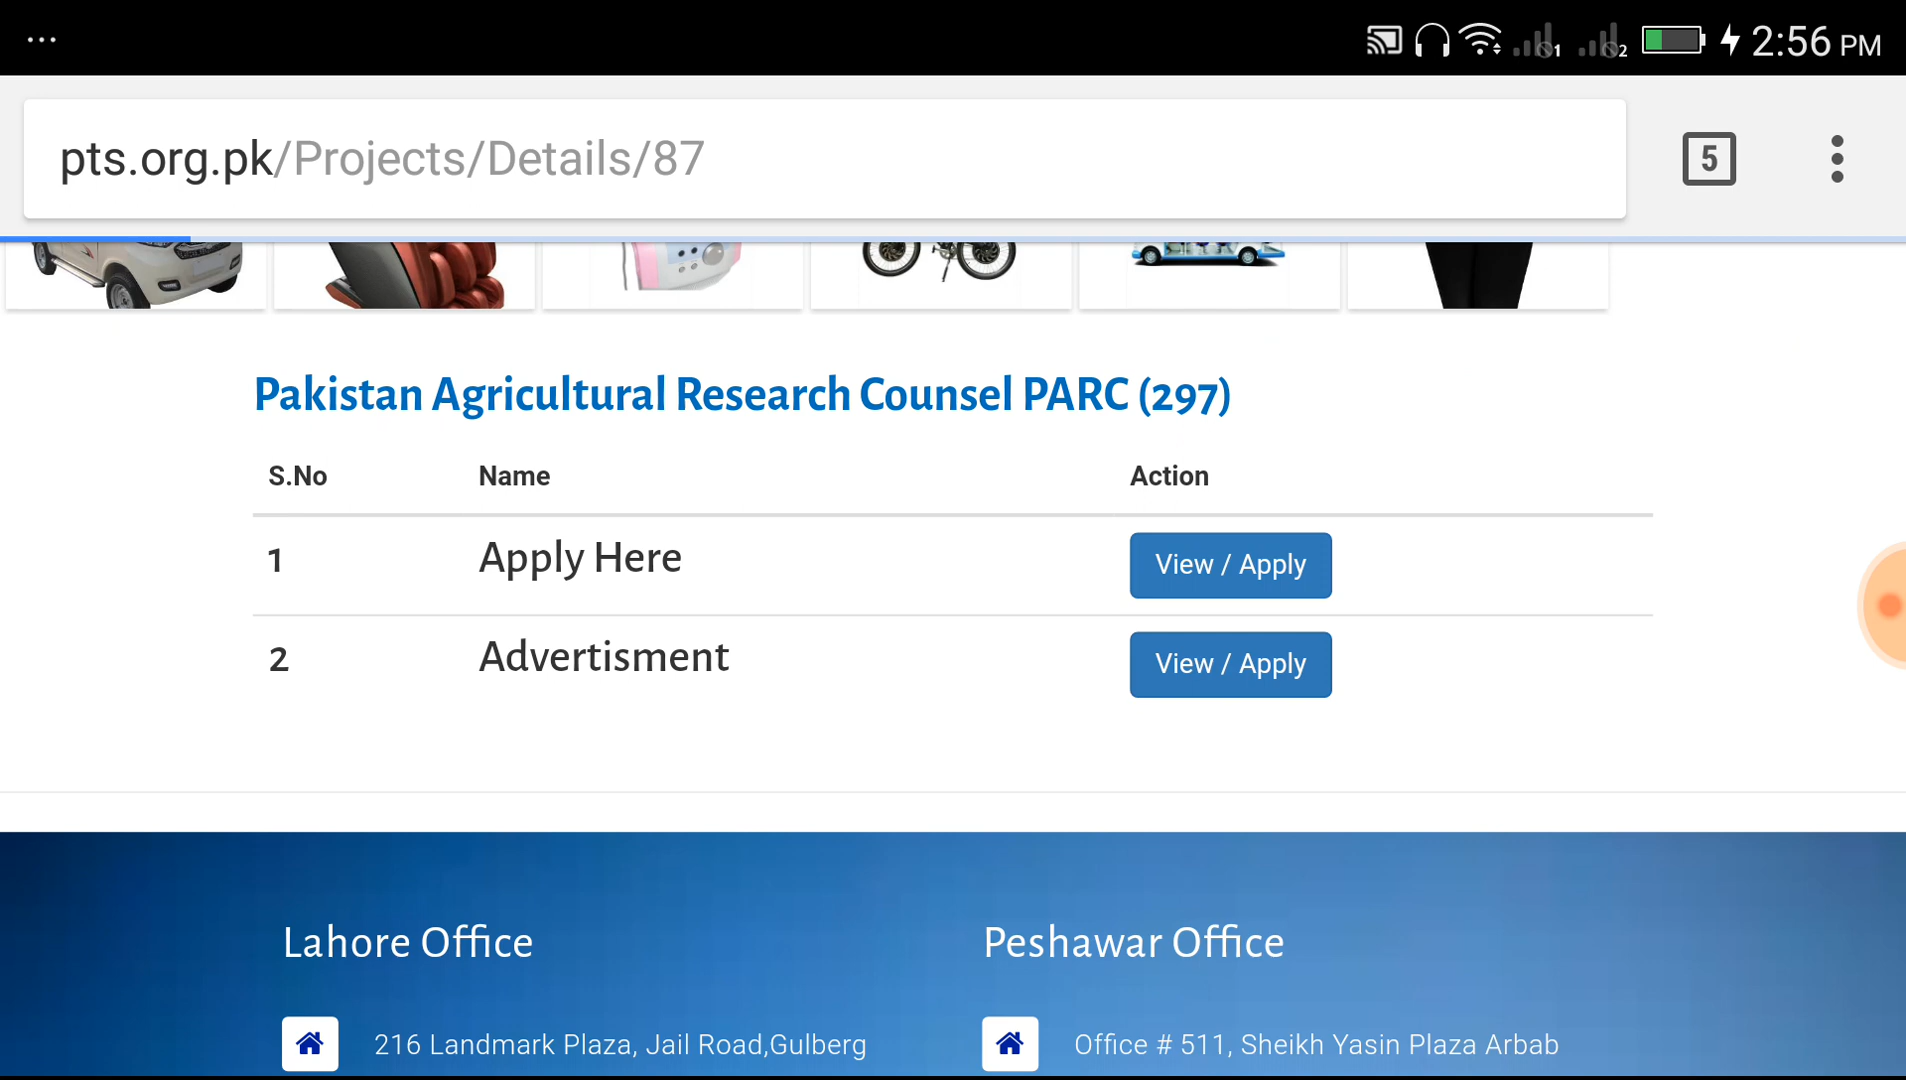 ...
1 2 2:56 PM
pts.org.pk/Projects/Details/87
5
Pakistan Agricultural Research Counsel PARC (297)
S.No Name Action
1 Apply Here View / Apply
2 Advertisment View / Apply
Lahore Office Peshawar Office
216 Landmark Plaza, Jail Road,Gulberg Office # 511, Sheikh Yasin Plaza Arbab